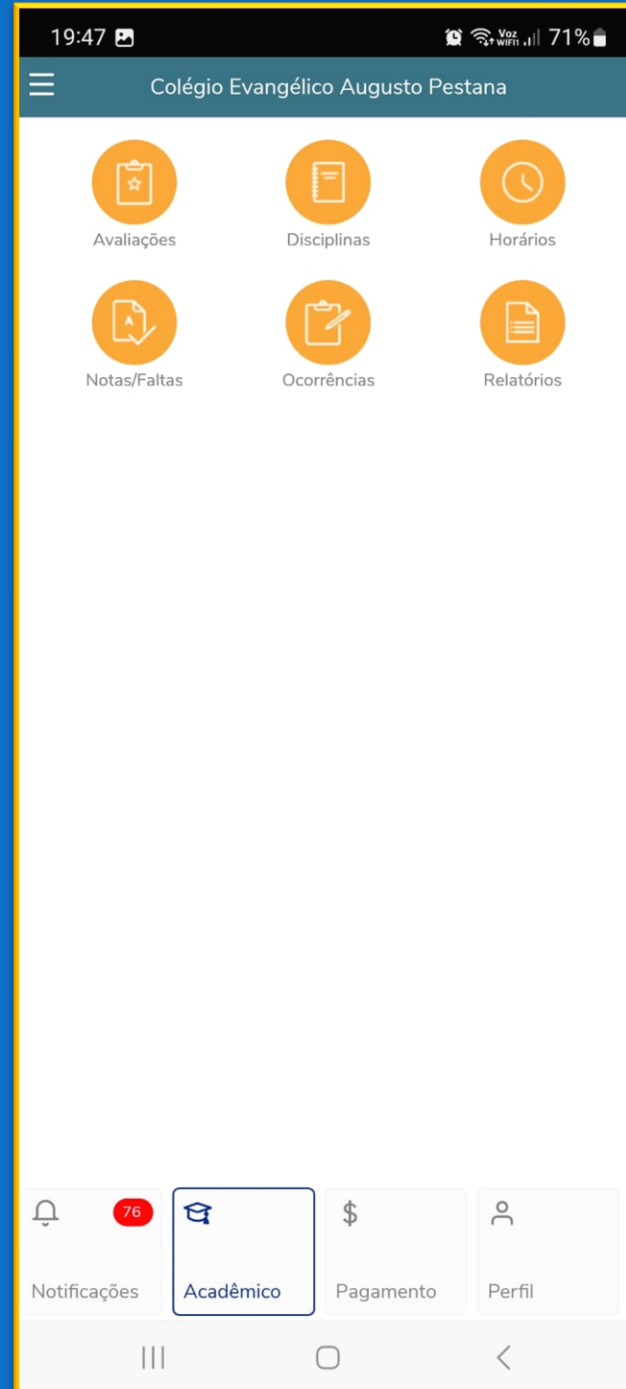 19:47 Voz WiFi1 71%
Colégio Evangélico Augusto Pestana
Avaliações Disciplinas Horários
Notas/Faltas Ocorrências Relatórios
76
Notificações Acadêmico Pagamento Perfil